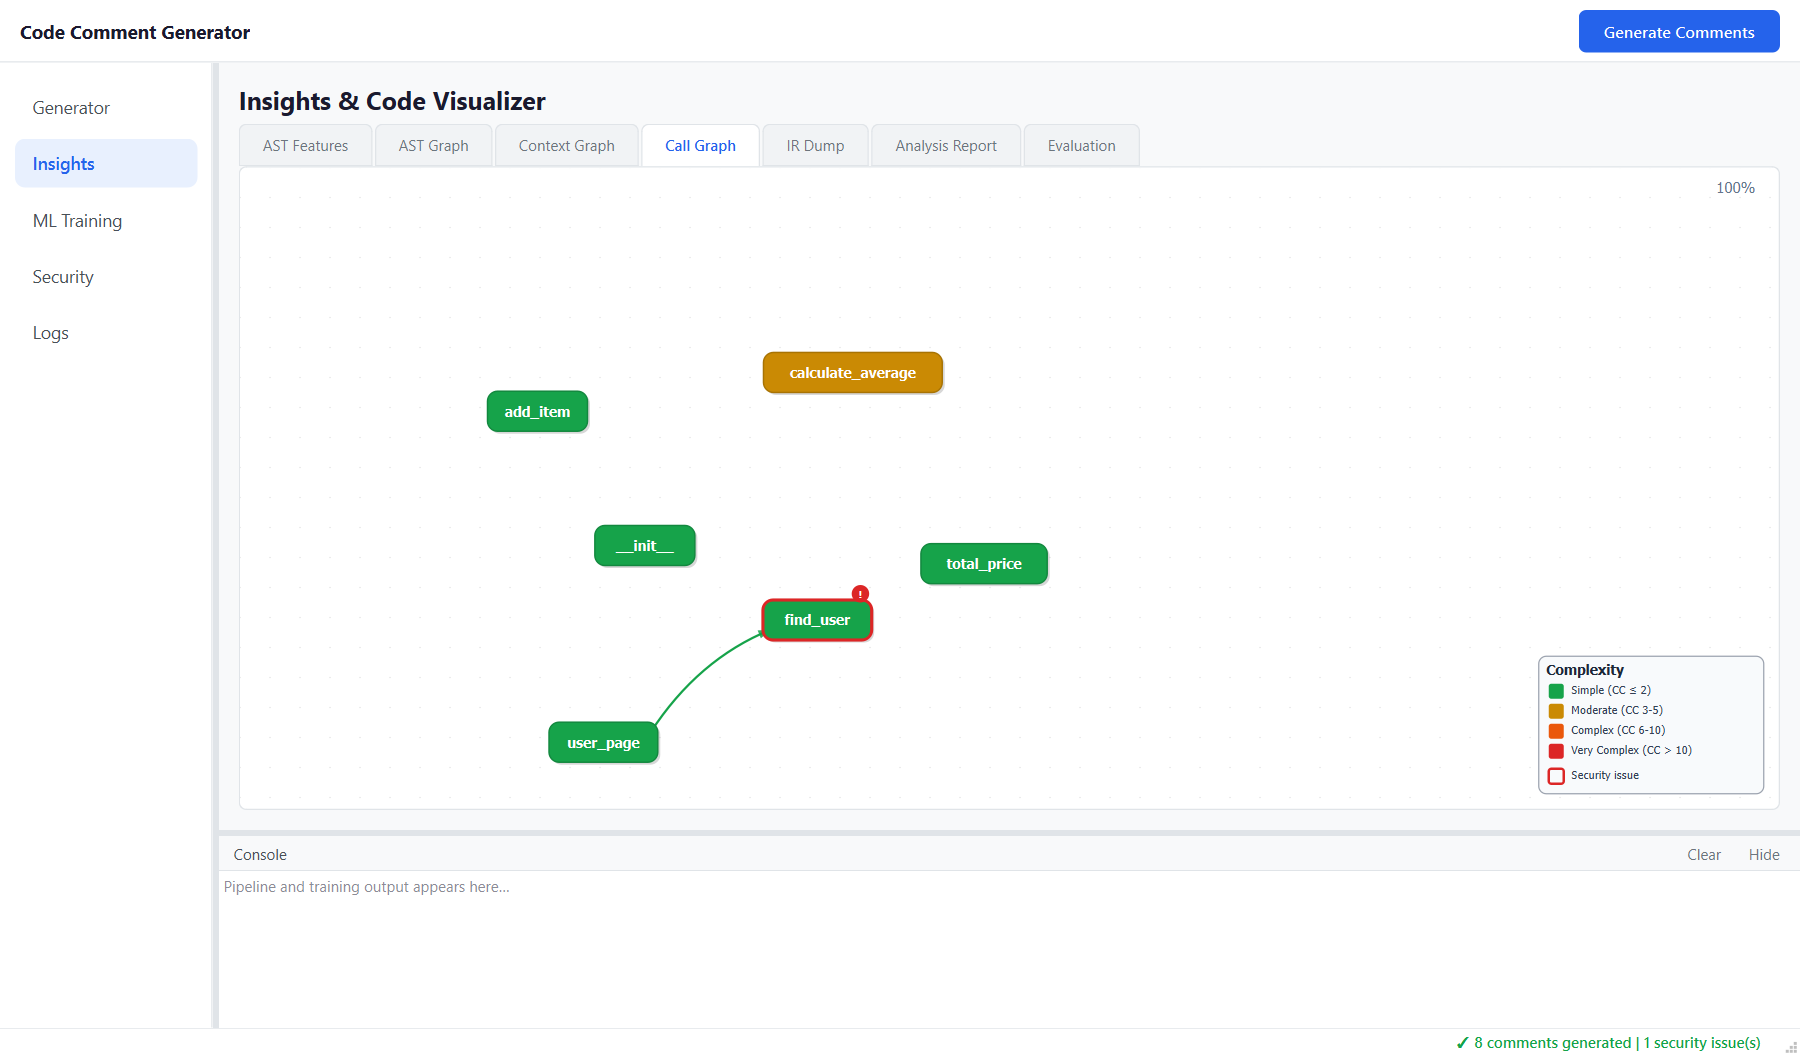 Code Comment Generator
Generate Comments
Generator
Insights
ML Training
Security
Logs
Insights & Code Visualizer
AST Features
AST Graph
Context Graph
Call Graph
IR Dump
Analysis Report
Evaluation
100%
calculate_average
add_item
__init__
total_price
!
find_user
user_page
Complexity
Simple (CC ≤ 2)
Moderate (CC 3-5)
Complex (CC 6-10)
Very Complex (CC > 10)
Security issue
Console
Clear
Hide
Pipeline and training output appears here...
✓ 8 comments generated | 1 security issue(s)